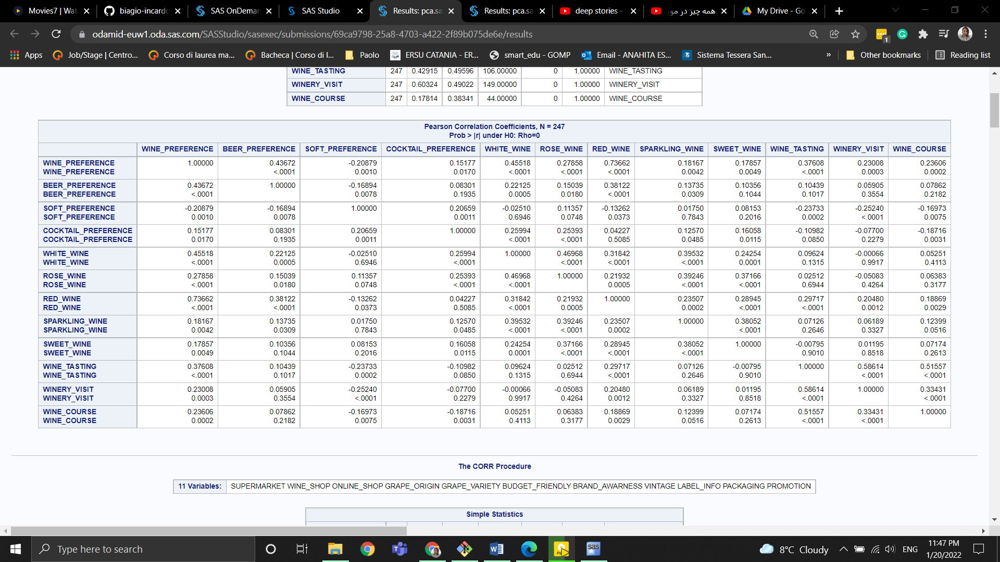 Movies7 | Wat
biagio-incardo
SAS OnDeman
SAS Studio
Results: pca.sa
Results: pca.sa
deep stories -
همه چیز در مور
My Drive - Go
odamid-euw1.oda.sas.com/SASStudio/sasexec/submissions/69ca9798-25a8-4703-a422-2f89b075de6e/results
1
Apps
Job/Stage | Centro...
Corso di laurea ma...
Bacheca | Corso di l...
Paolo
ERSU CATANIA - ER...
smart_edu - GOMP
Email - ANAHITA ES...
Sistema Tessera San...
»
Other bookmarks
Reading list
WINE_TASTING 247 0.42915 0.49596 106.00000 0 1.00000 WINE_TASTING
WINERY_VISIT 247 0.60324 0.49022 149.00000 0 1.00000 WINERY_VISIT
WINE_COURSE 247 0.17814 0.38341 44.00000 0 1.00000 WINE_COURSE
Pearson Correlation Coefficients, N = 247
Prob > |r| under H0: Rho=0
WINE_PREFERENCE BEER_PREFERENCE SOFT_PREFERENCE COCKTAIL_PREFERENCE WHITE_WINE ROSE_WINE RED_WINE SPARKLING_WINE SWEET_WINE WINE_TASTING WINERY_VISIT WINE_COURSE
WINE_PREFERENCE 1.00000 0.43672 -0.20879 0.15177 0.45518 0.27858 0.73662 0.18167 0.17857 0.37608 0.23008 0.23606
WINE_PREFERENCE <.0001 0.0010 0.0170 <.0001 <.0001 <.0001 0.0042 0.0049 <.0001 0.0003 0.0002
BEER_PREFERENCE 0.43672 1.00000 -0.16894 0.08301 0.22125 0.15039 0.38122 0.13735 0.10356 0.10439 0.05905 0.07862
BEER_PREFERENCE <.0001 0.0078 0.1935 0.0005 0.0180 <.0001 0.0309 0.1044 0.1017 0.3554 0.2182
SOFT_PREFERENCE -0.20879 -0.16894 1.00000 0.20659 -0.02510 0.11357 -0.13262 0.01750 0.08153 -0.23733 -0.25240 -0.16973
SOFT_PREFERENCE 0.0010 0.0078 0.0011 0.6946 0.0748 0.0373 0.7843 0.2016 0.0002 <.0001 0.0075
COCKTAIL_PREFERENCE 0.15177 0.08301 0.20659 1.00000 0.25994 0.25393 0.04227 0.12570 0.16058 -0.10982 -0.07700 -0.18716
COCKTAIL_PREFERENCE 0.0170 0.1935 0.0011 <.0001 <.0001 0.5085 0.0485 0.0115 0.0850 0.2279 0.0031
WHITE_WINE 0.45518 0.22125 -0.02510 0.25994 1.00000 0.46968 0.31842 0.39532 0.24254 0.09624 -0.00066 0.05251
WHITE_WINE <.0001 0.0005 0.6946 <.0001 <.0001 <.0001 <.0001 0.0001 0.1315 0.9917 0.4113
ROSE_WINE 0.27858 0.15039 0.11357 0.25393 0.46968 1.00000 0.21932 0.39246 0.37166 0.02512 -0.05083 0.06383
ROSE_WINE <.0001 0.0180 0.0748 <.0001 <.0001 0.0005 <.0001 <.0001 0.6944 0.4264 0.3177
RED_WINE 0.73662 0.38122 -0.13262 0.04227 0.31842 0.21932 1.00000 0.23507 0.28945 0.29717 0.20480 0.18869
RED_WINE <.0001 <.0001 0.0373 0.5085 <.0001 0.0005 0.0002 <.0001 <.0001 0.0012 0.0029
SPARKLING_WINE 0.18167 0.13735 0.01750 0.12570 0.39532 0.39246 0.23507 1.00000 0.38052 0.07126 0.06189 0.12399
SPARKLING_WINE 0.0042 0.0309 0.7843 0.0485 <.0001 <.0001 0.0002 <.0001 0.2646 0.3327 0.0516
SWEET_WINE 0.17857 0.10356 0.08153 0.16058 0.24254 0.37166 0.28945 0.38052 1.00000 -0.00795 0.01195 0.07174
SWEET_WINE 0.0049 0.1044 0.2016 0.0115 0.0001 <.0001 <.0001 <.0001 0.9010 0.8518 0.2613
WINE_TASTING 0.37608 0.10439 -0.23733 -0.10982 0.09624 0.02512 0.29717 0.07126 -0.00795 1.00000 0.58614 0.51557
WINE_TASTING <.0001 0.1017 0.0002 0.0850 0.1315 0.6944 <.0001 0.2646 0.9010 <.0001 <.0001
WINERY_VISIT 0.23008 0.05905 -0.25240 -0.07700 -0.00066 -0.05083 0.20480 0.06189 0.01195 0.58614 1.00000 0.33431
WINERY_VISIT 0.0003 0.3554 <.0001 0.2279 0.9917 0.4264 0.0012 0.3327 0.8518 <.0001 <.0001
WINE_COURSE 0.23606 0.07862 -0.16973 -0.18716 0.05251 0.06383 0.18869 0.12399 0.07174 0.51557 0.33431 1.00000
WINE_COURSE 0.0002 0.2182 0.0075 0.0031 0.4113 0.3177 0.0029 0.0516 0.2613 <.0001 <.0001
The CORR Procedure
11 Variables: SUPERMARKET WINE_SHOP ONLINE_SHOP GRAPE_ORIGIN GRAPE_VARIETY BUDGET_FRIENDLY BRAND_AWARNESS VINTAGE LABEL_INFO PACKAGING PROMOTION
Simple Statistics
Type here to search
sas
8°C Cloudy
ENG
11:47 PM
1/20/2022